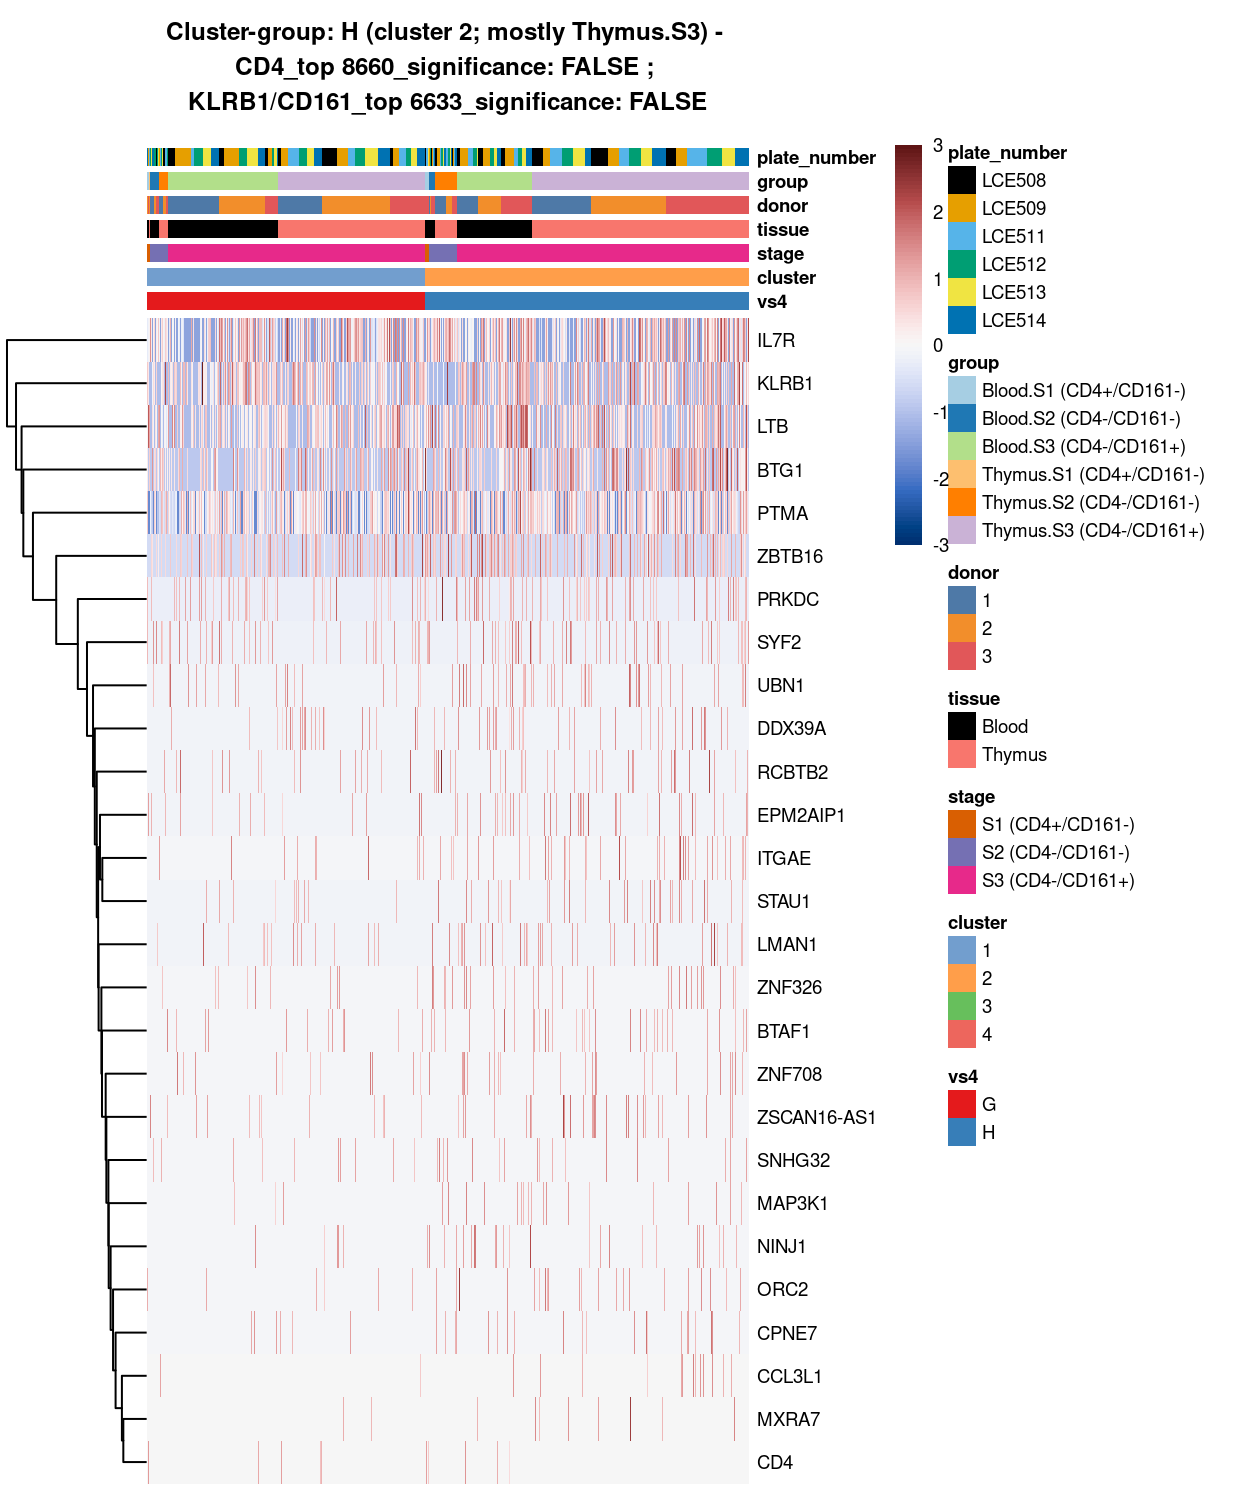 Cluster-group: H (cluster 2; mostly Thymus.S3) -
CD4_top 8660_significance: FALSE ;
KLRB1/CD161_top 6633_significance: FALSE
plate_number
group
donor
tissue
stage
cluster
vs4
IL7R
KLRB1
LTB
BTG1
PTMA
ZBTB16
PRKDC
SYF2
UBN1
DDX39A
RCBTB2
EPM2AIP1
ITGAE
STAU1
LMAN1
ZNF326
BTAF1
ZNF708
ZSCAN16-AS1
SNHG32
MAP3K1
NINJ1
ORC2
CPNE7
CCL3L1
MXRA7
CD4
3
2
1
0
-1
-2
-3
plate_number
LCE508
LCE509
LCE511
LCE512
LCE513
LCE514
group
Blood.S1 (CD4+/CD161-)
Blood.S2 (CD4-/CD161-)
Blood.S3 (CD4-/CD161+)
Thymus.S1 (CD4+/CD161-)
Thymus.S2 (CD4-/CD161-)
Thymus.S3 (CD4-/CD161+)
donor
1
2
3
tissue
Blood
Thymus
stage
S1 (CD4+/CD161-)
S2 (CD4-/CD161-)
S3 (CD4-/CD161+)
cluster
1
2
3
4
vs4
G
H